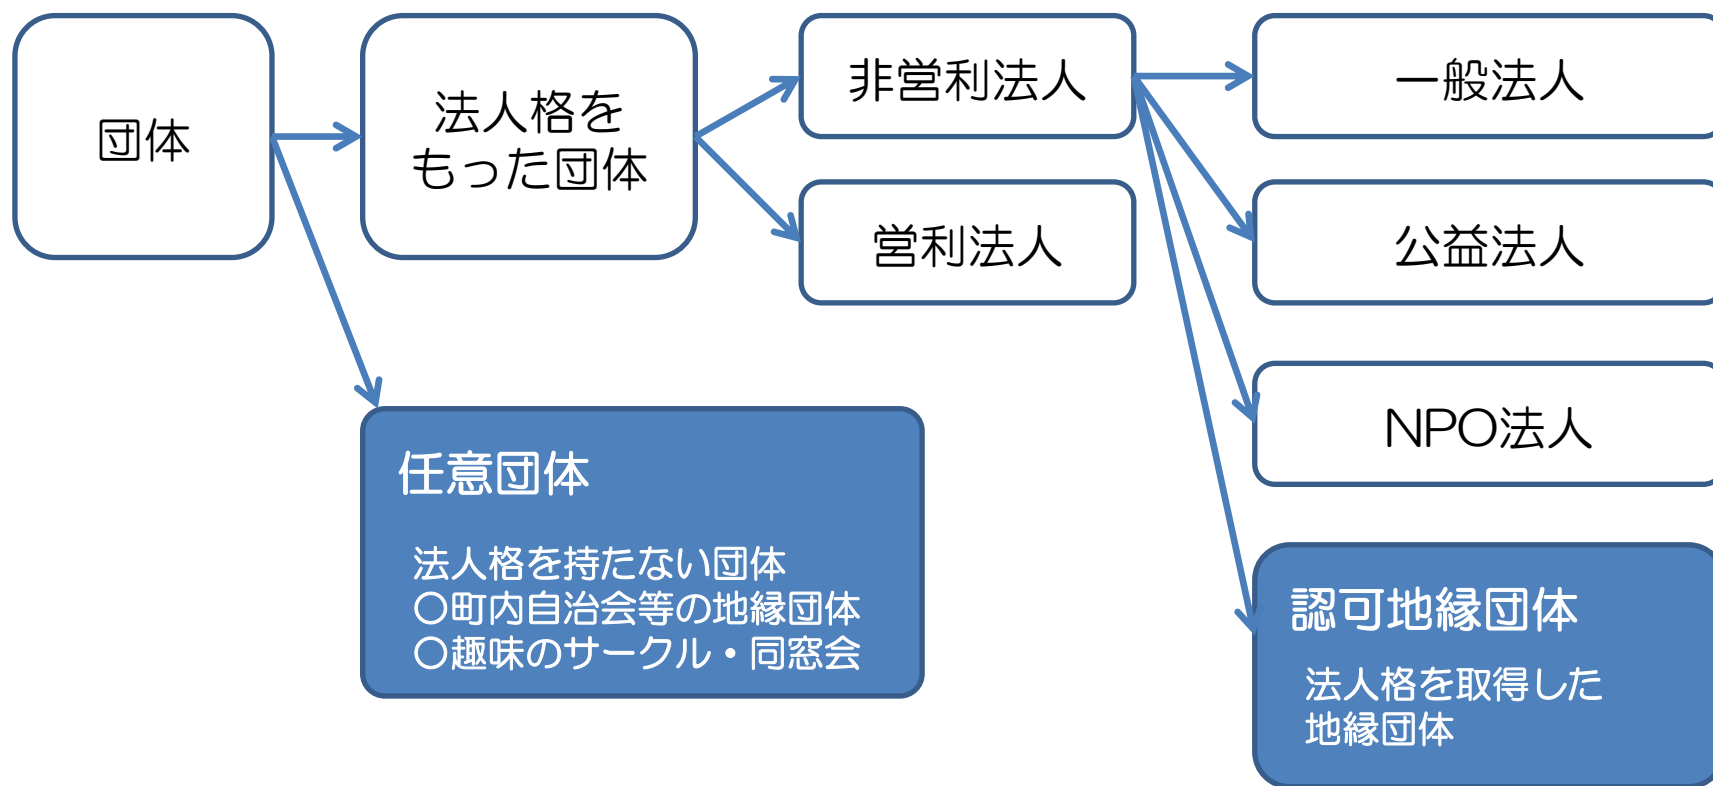 団体
法人格を
もった団体
非営利法人
営利法人
一般法人
公益法人
NPO法人
任意団体
法人格を持たない団体
○町内自治会等の地縁団体
○趣味のサークル・同窓会
認可地縁団体
法人格を取得した
地縁団体